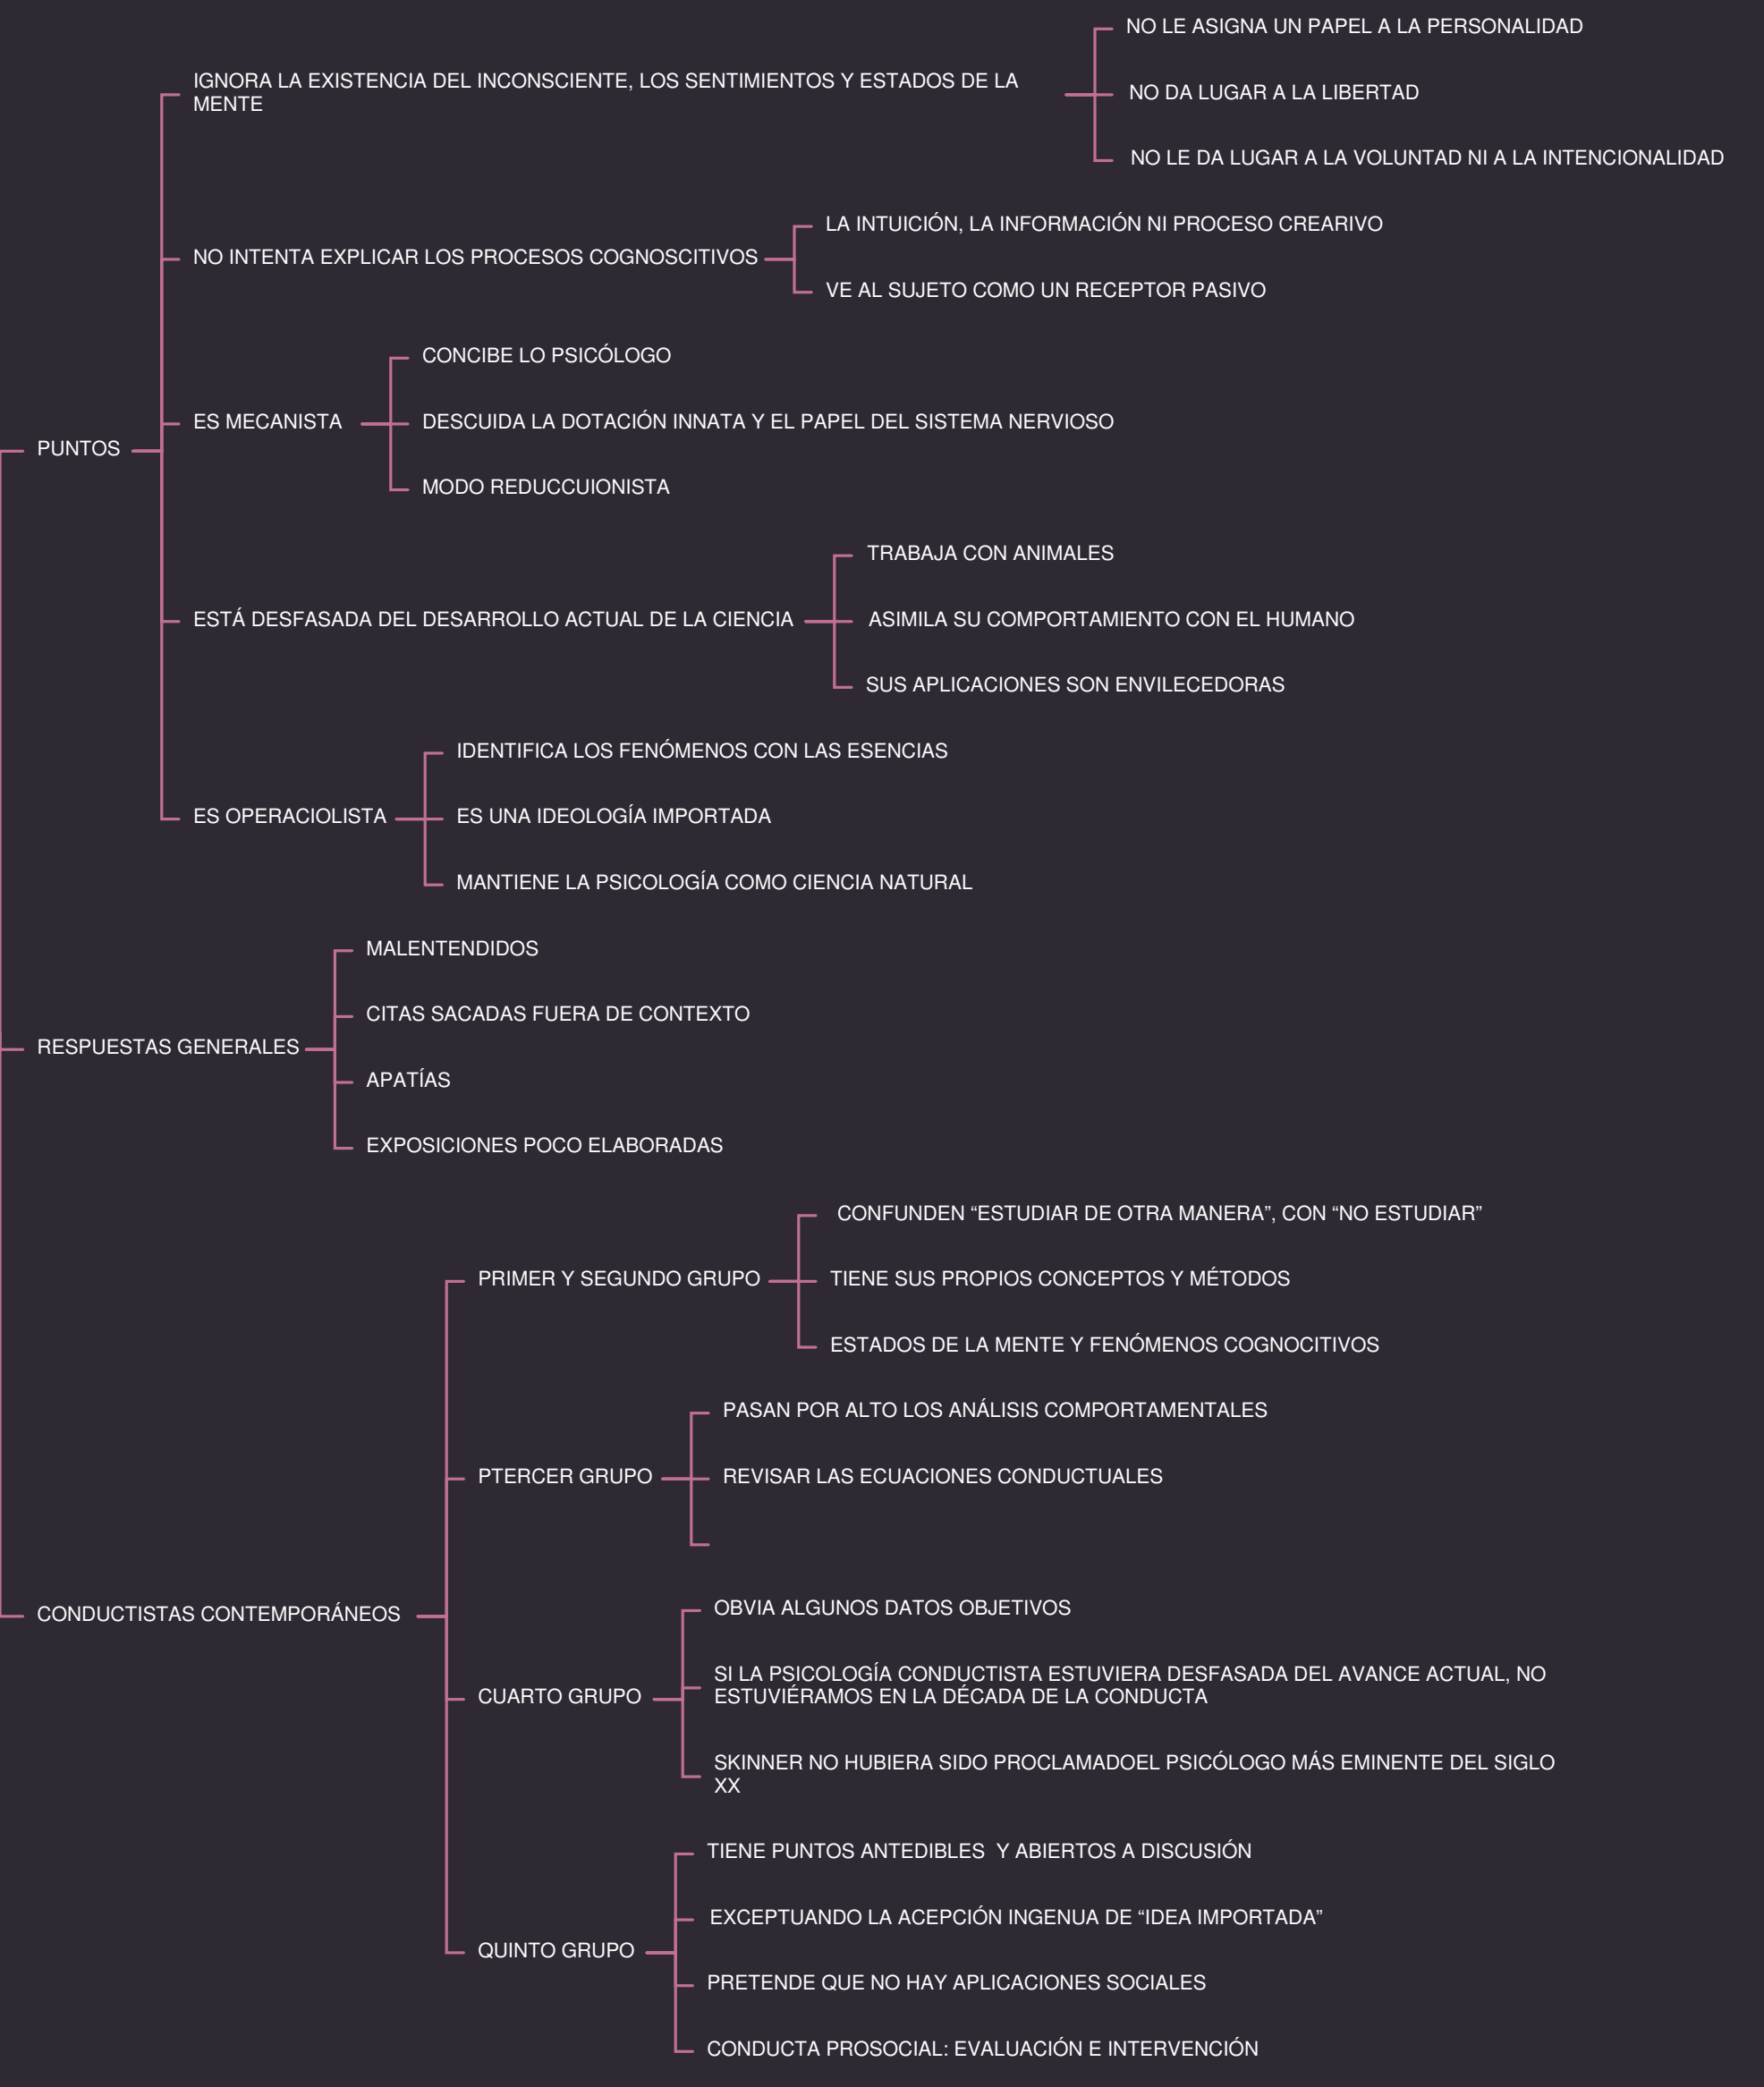 NO LE ASIGNA UN PAPEL A LA PERSONALIDAD
IGNORA LA EXISTENCIA DEL INCONSCIENTE, LOS SENTIMIENTOS Y ESTADOS DE LA
MENTE
NO DA LUGAR A LA LIBERTAD
NO LE DA LUGAR A LA VOLUNTAD NI A LA INTENCIONALIDAD
LA INTUICIÓN, LA INFORMACIÓN NI PROCESO CREARIVO
NO INTENTA EXPLICAR LOS PROCESOS COGNOSCITIVOS
VE AL SUJETO COMO UN RECEPTOR PASIVO
CONCIBE LO PSICÓLOGO
ES MECANISTA
DESCUIDA LA DOTACIÓN INNATA Y EL PAPEL DEL SISTEMA NERVIOSO
PUNTOS
MODO REDUCCUIONISTA
TRABAJA CON ANIMALES
ESTÁ DESFASADA DEL DESARROLLO ACTUAL DE LA CIENCIA
ASIMILA SU COMPORTAMIENTO CON EL HUMANO
SUS APLICACIONES SON ENVILECEDORAS
IDENTIFICA LOS FENÓMENOS CON LAS ESENCIAS
ES OPERACIOLISTA
ES UNA IDEOLOGÍA IMPORTADA
MANTIENE LA PSICOLOGÍA COMO CIENCIA NATURAL
MALENTENDIDOS
CITAS SACADAS FUERA DE CONTEXTO
RESPUESTAS GENERALES
APATÍAS
EXPOSICIONES POCO ELABORADAS
CONFUNDEN “ESTUDIAR DE OTRA MANERA”, CON “NO ESTUDIAR”
PRIMER Y SEGUNDO GRUPO
TIENE SUS PROPIOS CONCEPTOS Y MÉTODOS
ESTADOS DE LA MENTE Y FENÓMENOS COGNOCITIVOS
PASAN POR ALTO LOS ANÁLISIS COMPORTAMENTALES
PTERCER GRUPO
REVISAR LAS ECUACIONES CONDUCTUALES
CONDUCTISTAS CONTEMPORÁNEOS
OBVIA ALGUNOS DATOS OBJETIVOS
SI LA PSICOLOGÍA CONDUCTISTA ESTUVIERA DESFASADA DEL AVANCE ACTUAL, NO
ESTUVIÉRAMOS EN LA DÉCADA DE LA CONDUCTA
CUARTO GRUPO
SKINNER NO HUBIERA SIDO PROCLAMADOEL PSICÓLOGO MÁS EMINENTE DEL SIGLO
XX
TIENE PUNTOS ANTEDIBLES  Y ABIERTOS A DISCUSIÓN
EXCEPTUANDO LA ACEPCIÓN INGENUA DE “IDEA IMPORTADA”
QUINTO GRUPO
PRETENDE QUE NO HAY APLICACIONES SOCIALES
CONDUCTA PROSOCIAL: EVALUACIÓN E INTERVENCIÓN